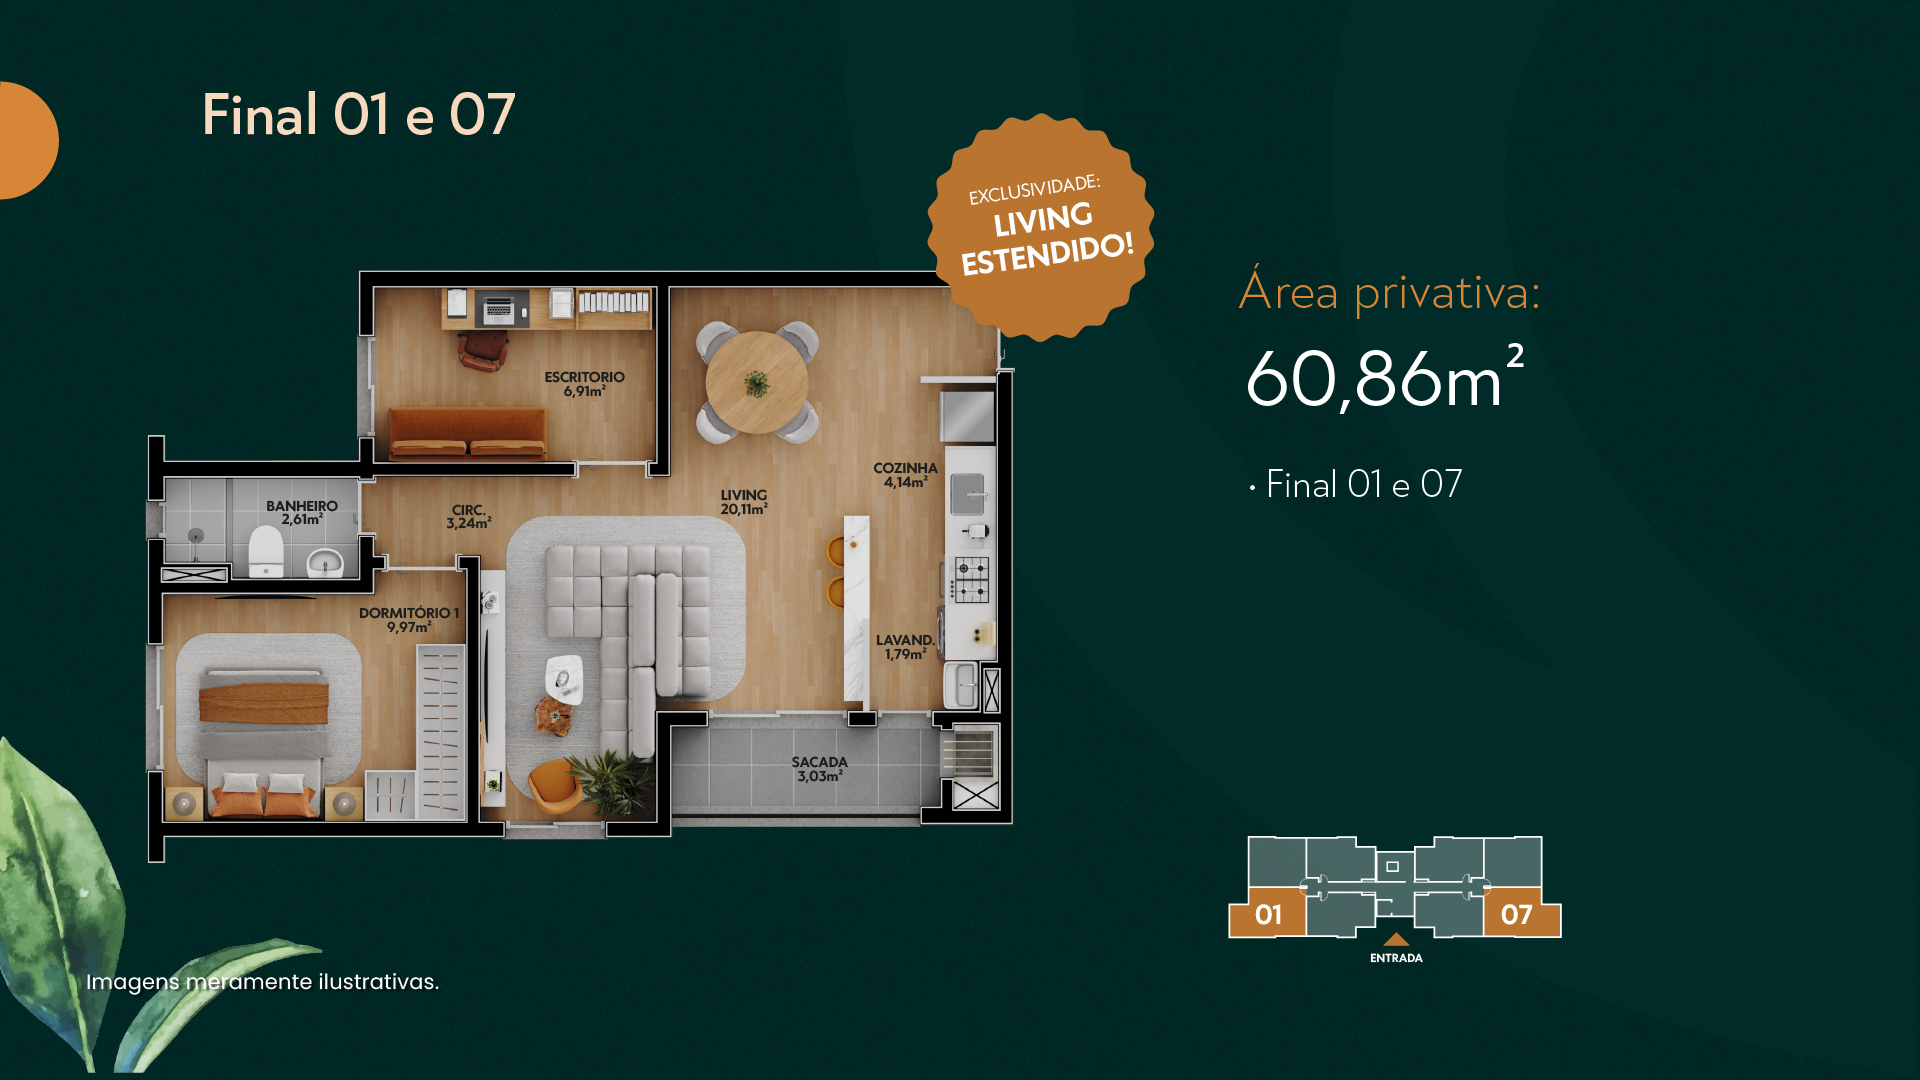 Final 01 e 07
EXCLUSIVIDADE:
LIVING
ESTENDIDO!
Área privativa:
60,86m²
• Final 01 e 07
ESCRITORIO
6,91m²
COZINHA
4,14m²
LIVING
20,11m²
BANHEIRO
2,61m²
CIRC.
3,24m²
DORMITÓRIO 1
9,97m²
LAVAND.
1,79m²
SACADA
3,03m²
01
07
ENTRADA
Imagens meramente ilustrativas.